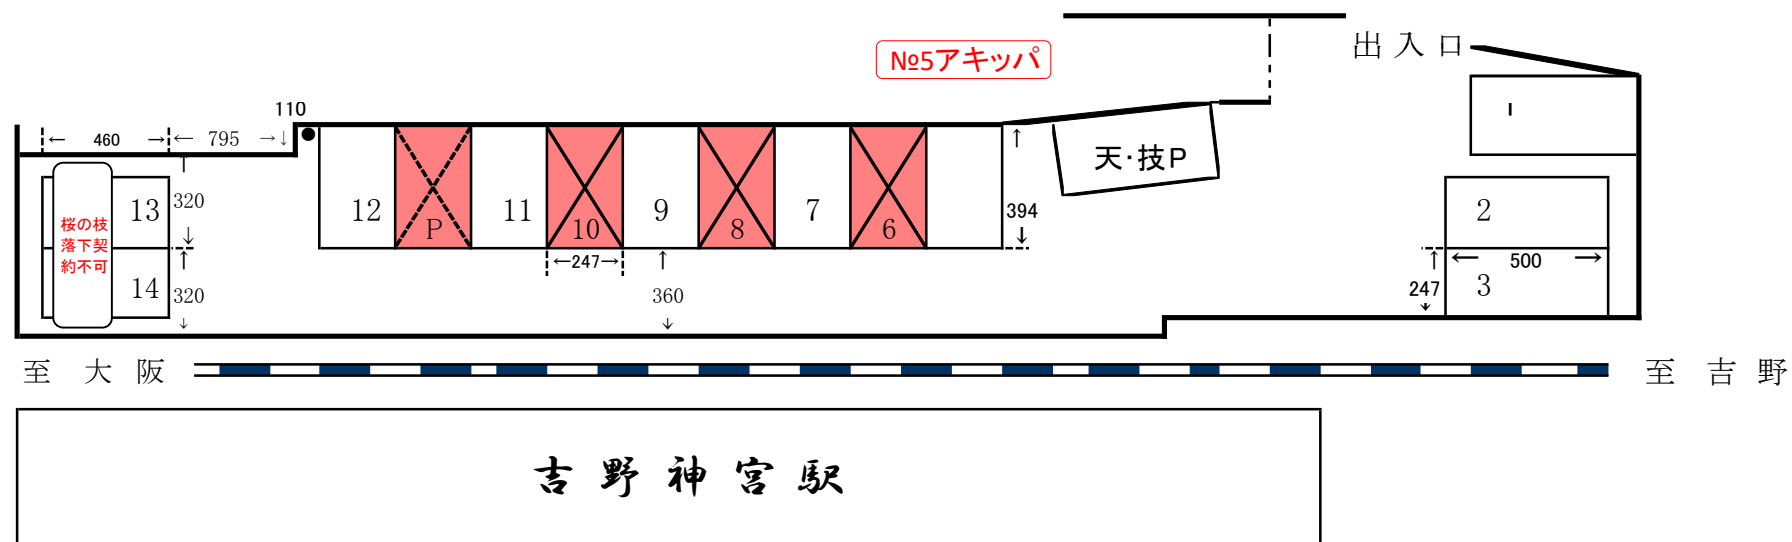 №5アキッパ
出入口
110
← 460 →
← 795 → ↓
1
天・技P
12
P
11
10
9
8
7
6
13
14
桜の枝
落下契
約不可
320
320
←247→
360
394
2
3
← 500 →
247
至 大 阪
至 吉 野
吉野神宮駅